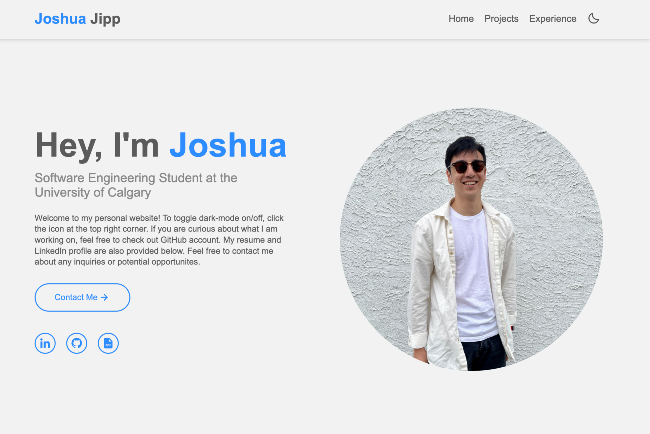 Joshua Jipp
Home Projects Experience
Hey, I'm Joshua
Software Engineering Student at the
University of Calgary
Welcome to my personal website! To toggle dark-mode on/off, click
the icon at the top right corner. If you are curious about what I am
working on, feel free to check out GitHub account. My resume and
LinkedIn profile are also provided below. Feel free to contact me
about any inquiries or potential opportunites.
Contact Me →
in